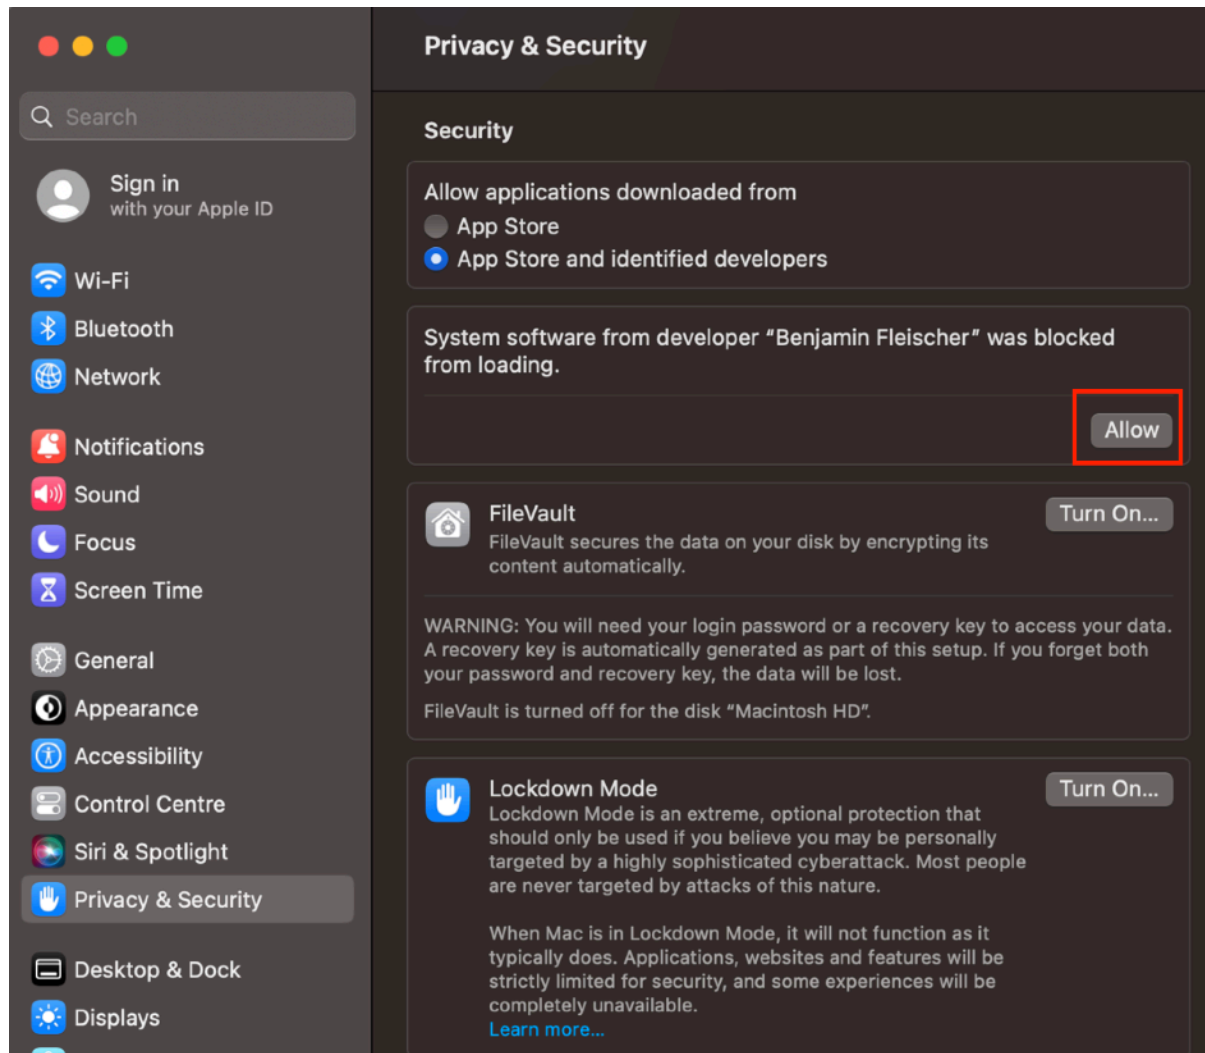 Privacy & Security
Search
Sign in
with your Apple ID
Wi-Fi
Bluetooth
Network
Notifications
Sound
Focus
Screen Time
General
Appearance
Accessibility
Control Centre
Siri & Spotlight
Privacy & Security
Desktop & Dock
Displays
Security
Allow applications downloaded from
App Store
App Store and identified developers
System software from developer “Benjamin Fleischer” was blocked
from loading.
Allow
FileVault
Turn On...
FileVault secures the data on your disk by encrypting its
content automatically.
WARNING: You will need your login password or a recovery key to access your data.
A recovery key is automatically generated as part of this setup. If you forget both
your password and recovery key, the data will be lost.
FileVault is turned off for the disk “Macintosh HD”.
Lockdown Mode
Turn On...
Lockdown Mode is an extreme, optional protection that
should only be used if you believe you may be personally
targeted by a highly sophisticated cyberattack. Most people
are never targeted by attacks of this nature.
When Mac is in Lockdown Mode, it will not function as it
typically does. Applications, websites and features will be
strictly limited for security, and some experiences will be
completely unavailable.
Learn more...